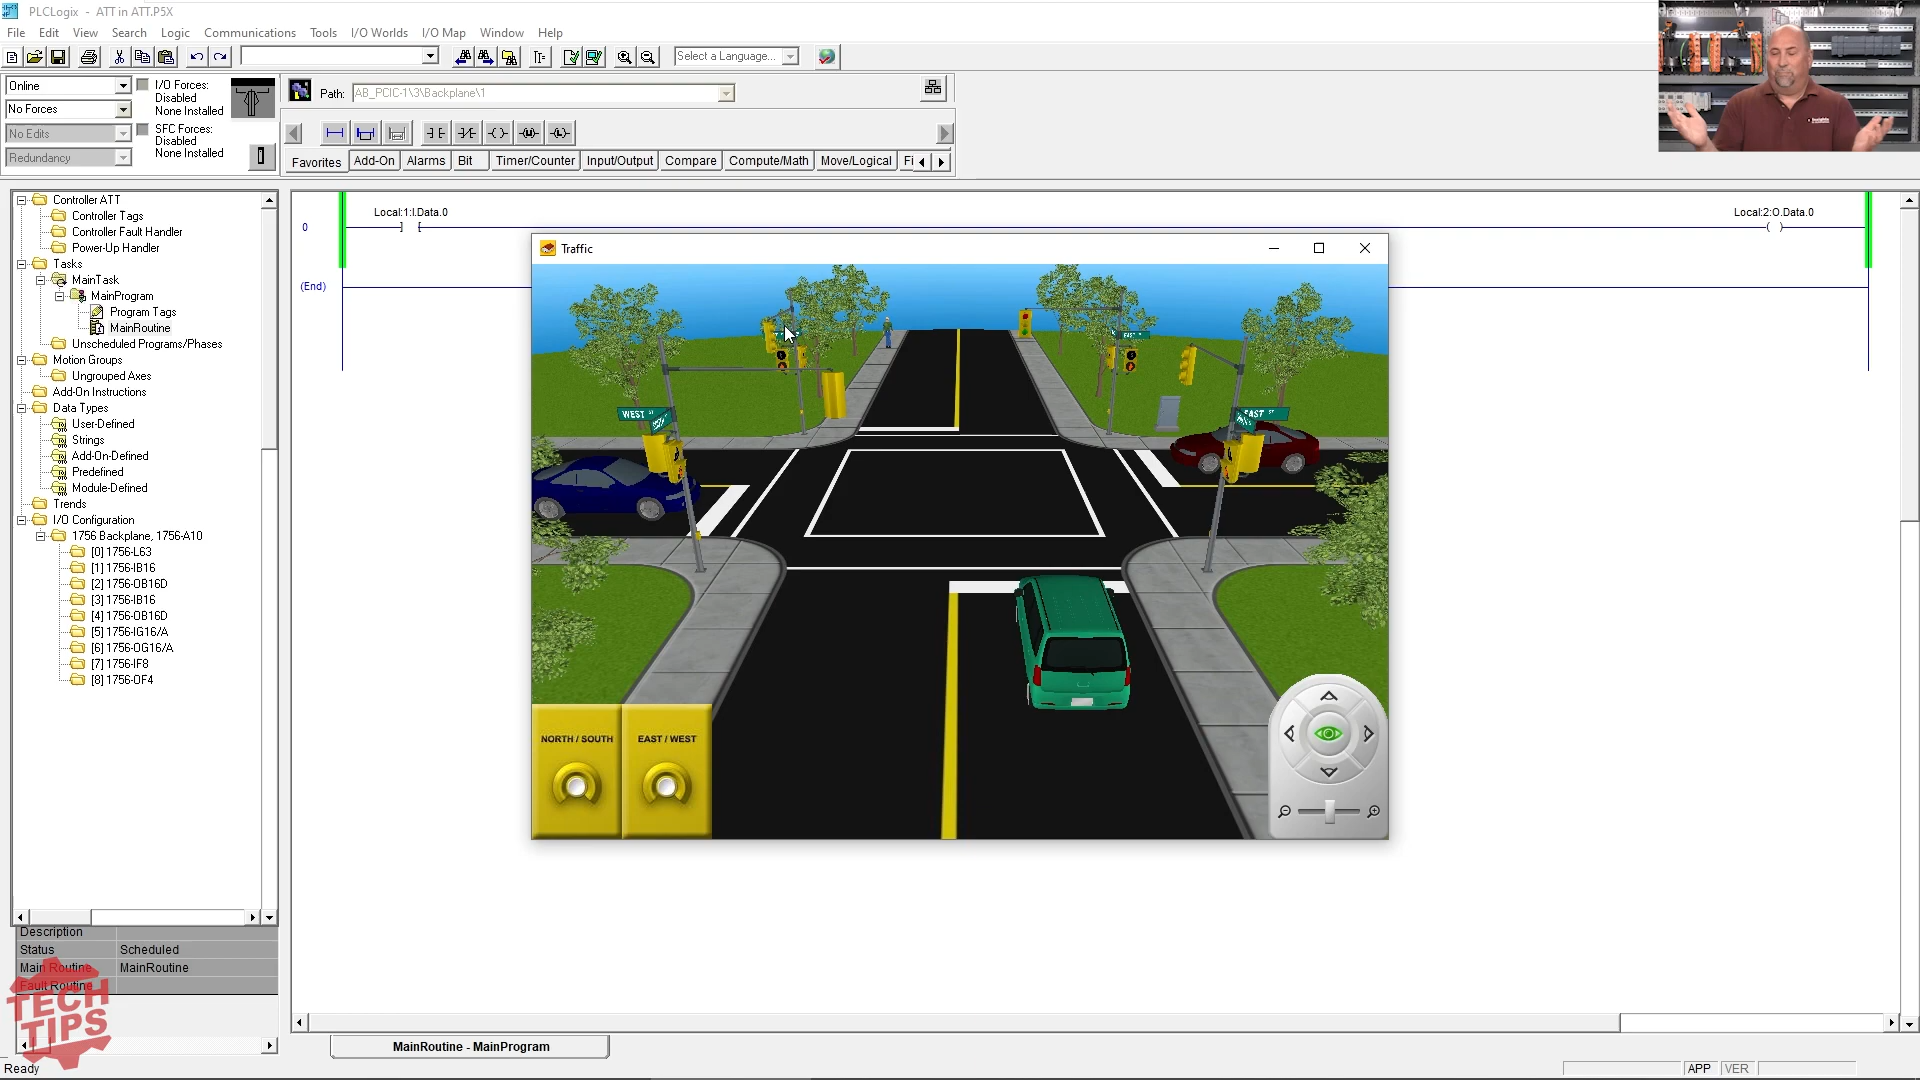 PLCLogix - ATT in ATT.P5X
File Edit View Search Logic Communications Tools I/O Worlds I/O Map Window Help
Select a Language...
Online
I/O Forces:
Disabled
None Installed
No Forces
No Edits
SFC Forces:
Disabled
None Installed
Redundancy
Path: AB_PCIC-1\3\Backplane\1
Favorites Add-On Alarms Bit Timer/Counter Input/Output Compare Compute/Math Move/Logical Fi
Controller ATT
Controller Tags
Controller Fault Handler
Power-Up Handler
Tasks
MainTask
MainProgram
Program Tags
MainRoutine
Unscheduled Programs/Phases
Motion Groups
Ungrouped Axes
Add-On Instructions
Data Types
User-Defined
Strings
Add-On-Defined
Predefined
Module-Defined
Trends
I/O Configuration
1756 Backplane, 1756-A10
[0] 1756-L63
[1] 1756-IB16
[2] 1756-OB16D
[3] 1756-IB16
[4] 1756-OB16D
[5] 1756-IG16/A
[6] 1756-OG16/A
[7] 1756-IF8
[8] 1756-OF4
Description
Status Scheduled
Main Routine MainRoutine
Fault Routine
TECH
TIPS
Local:1:I.Data.0
Local:2:O.Data.0
0
(End)
Traffic
WEST ST
EAST ST
EAST
NORTH / SOUTH
EAST / WEST
MainRoutine - MainProgram
Ready
APP VER